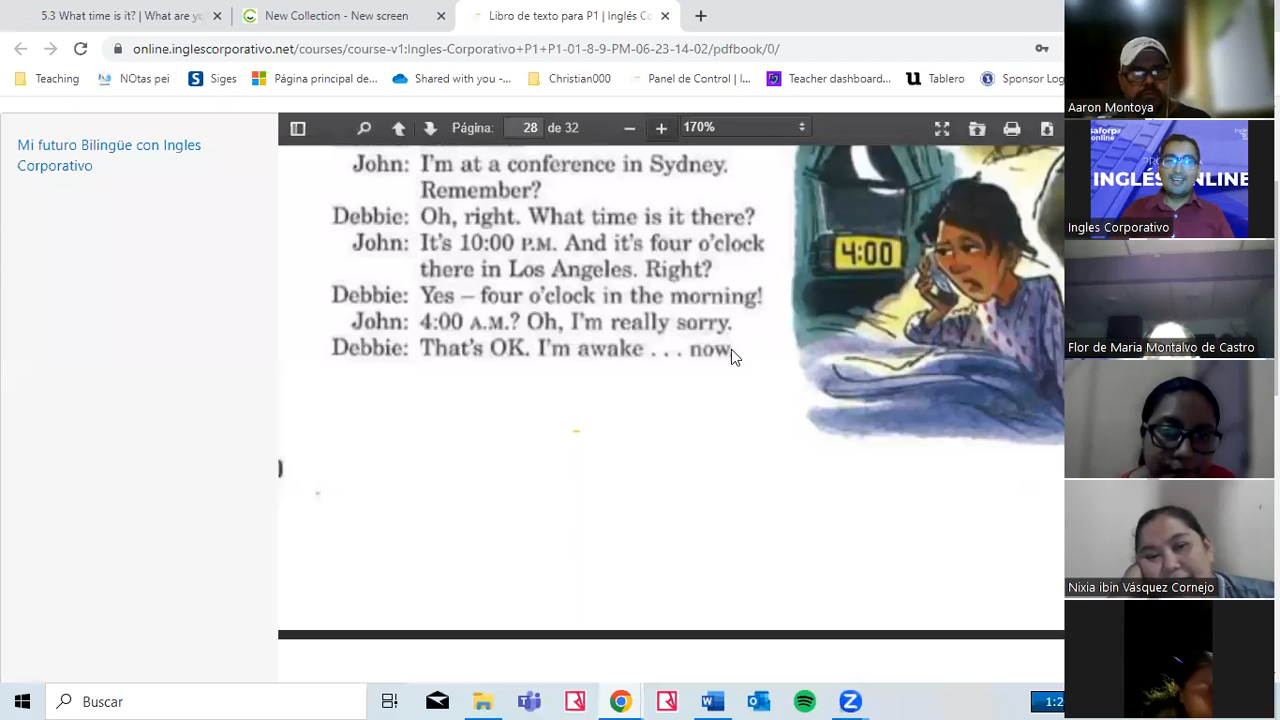 5.3 What time is it? | What are yo
New Collection - New screen
Libro de texto para P1 | Inglés Co
online.inglescorporativo.net/courses/course-v1:Ingles-Corporativo+P1+P1-01-8-9-PM-06-23-14-02/pdfbook/0/
Teaching
NOtas pei
Siges
Página principal de...
Shared with you -...
Christian000
Panel de Control | I...
Teacher dashboard...
Tablero
Sponsor Log
Mi futuro Bilingüe con Ingles
Corporativo
Página:
28
de 32
170%
John: I'm at a conference in Sydney.
Remember?
Debbie: Oh, right. What time is it there?
John: It's 10:00 P.M. And it's four o'clock
there in Los Angeles. Right?
Debbie: Yes – four o'clock in the morning!
John: 4:00 A.M.? Oh, I'm really sorry.
Debbie: That's OK. I'm awake . . . now
4:00
Aaron Montoya
online
INGLÉS ONLINE
Ingles Corporativo
Flor de Maria Montalvo de Castro
Nixia ibin Vásquez Cornejo
Buscar
1:2